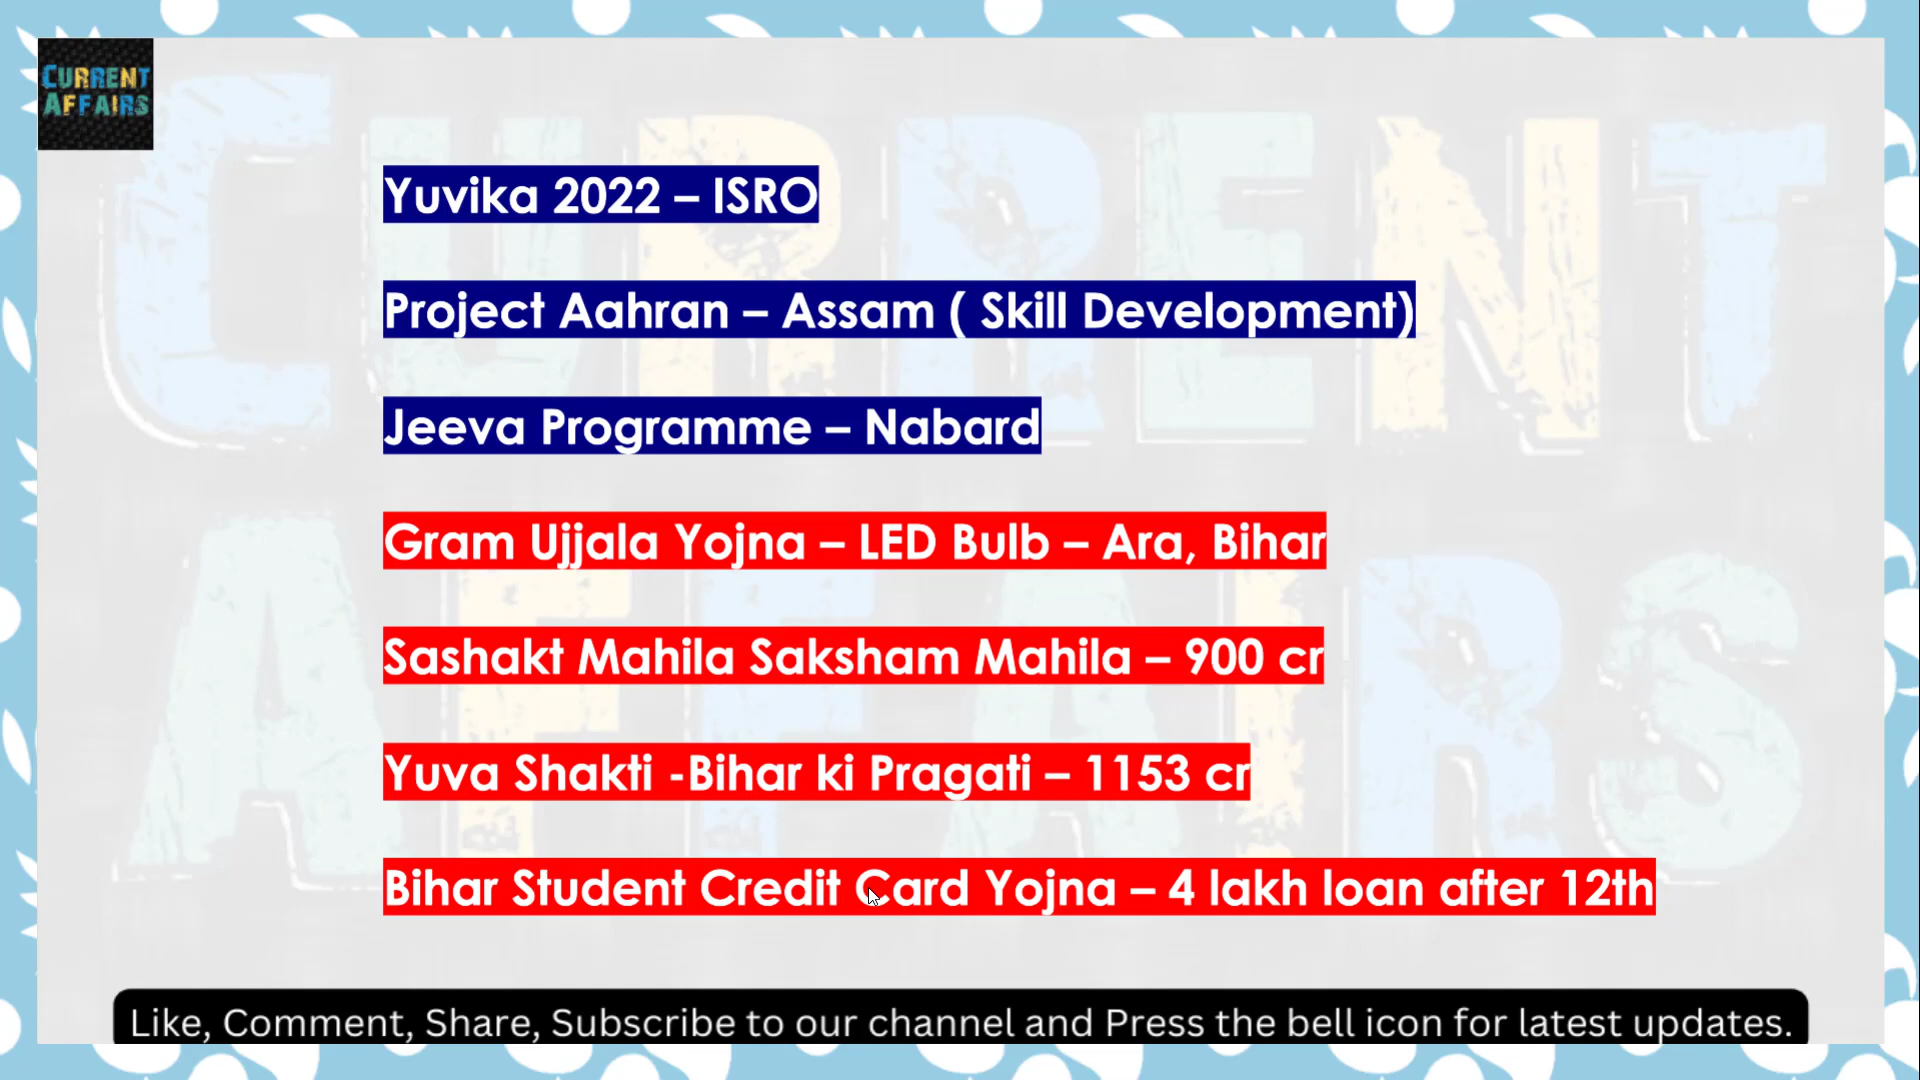 CURRENT
AFFAIRS
Yuvika 2022 – ISRO
Project Aahran – Assam ( Skill Development)
Jeeva Programme – Nabard
Gram Ujjala Yojna – LED Bulb – Ara, Bihar
Sashakt Mahila Saksham Mahila – 900 cr
Yuva Shakti -Bihar ki Pragati – 1153 cr
Bihar Student Credit Card Yojna – 4 lakh loan after 12th
CURRENT
AFFAIRS
Like, Comment, Share, Subscribe to our channel and Press the bell icon for latest updates.